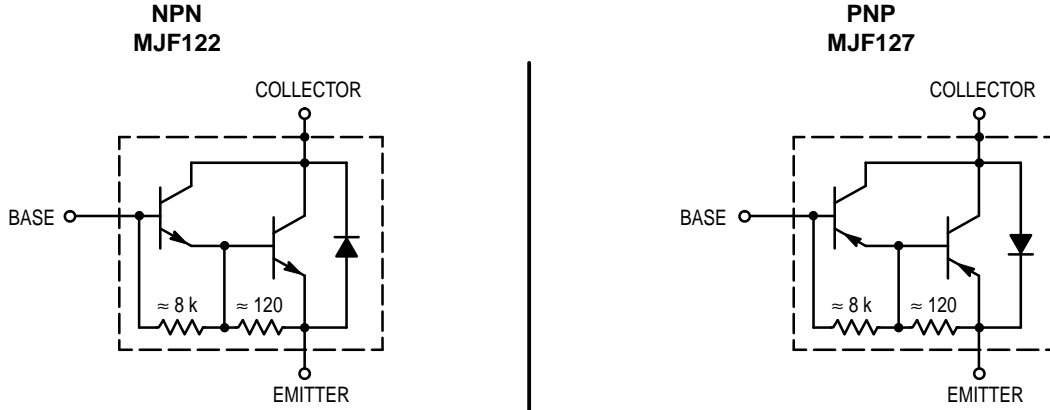 NPN
MJF122
COLLECTOR
BASE
≈ 8 k
≈ 120
EMITTER
PNP
MJF127
COLLECTOR
BASE
≈ 8 k
≈ 120
EMITTER